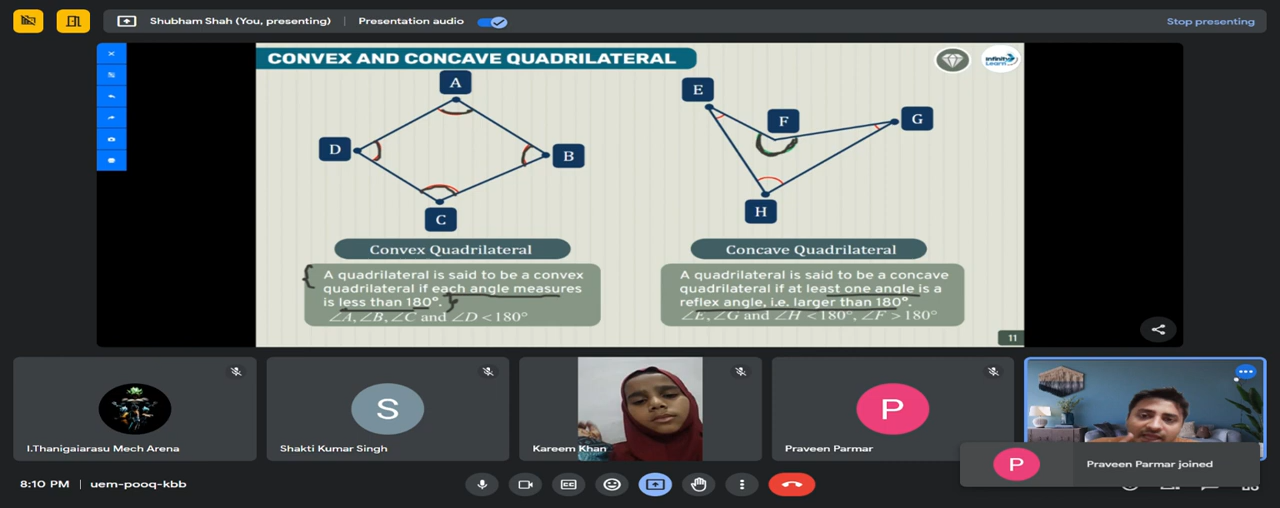 Shubham Shah (You, presenting)
Presentation audio
Stop presenting
CONVEX AND CONCAVE QUADRILATERAL
infinity
Learn
A
D
B
C
E
F
G
H
Convex Quadrilateral
A quadrilateral is said to be a convex
quadrilateral if each angle measures
is less than 180°.
∠A, ∠B, ∠C and ∠D < 180°
Concave Quadrilateral
A quadrilateral is said to be a concave
quadrilateral if at least one angle is a
reflex angle, i.e. larger than 180°.
∠E, ∠G and ∠H < 180°, ∠F > 180°
11
I.Thanigaiarasu Mech Arena
S
Shakti Kumar Singh
Kareem Khan
P
Praveen Parmar
P
Praveen Parmar joined
8:10 PM | uem-pooq-kbb